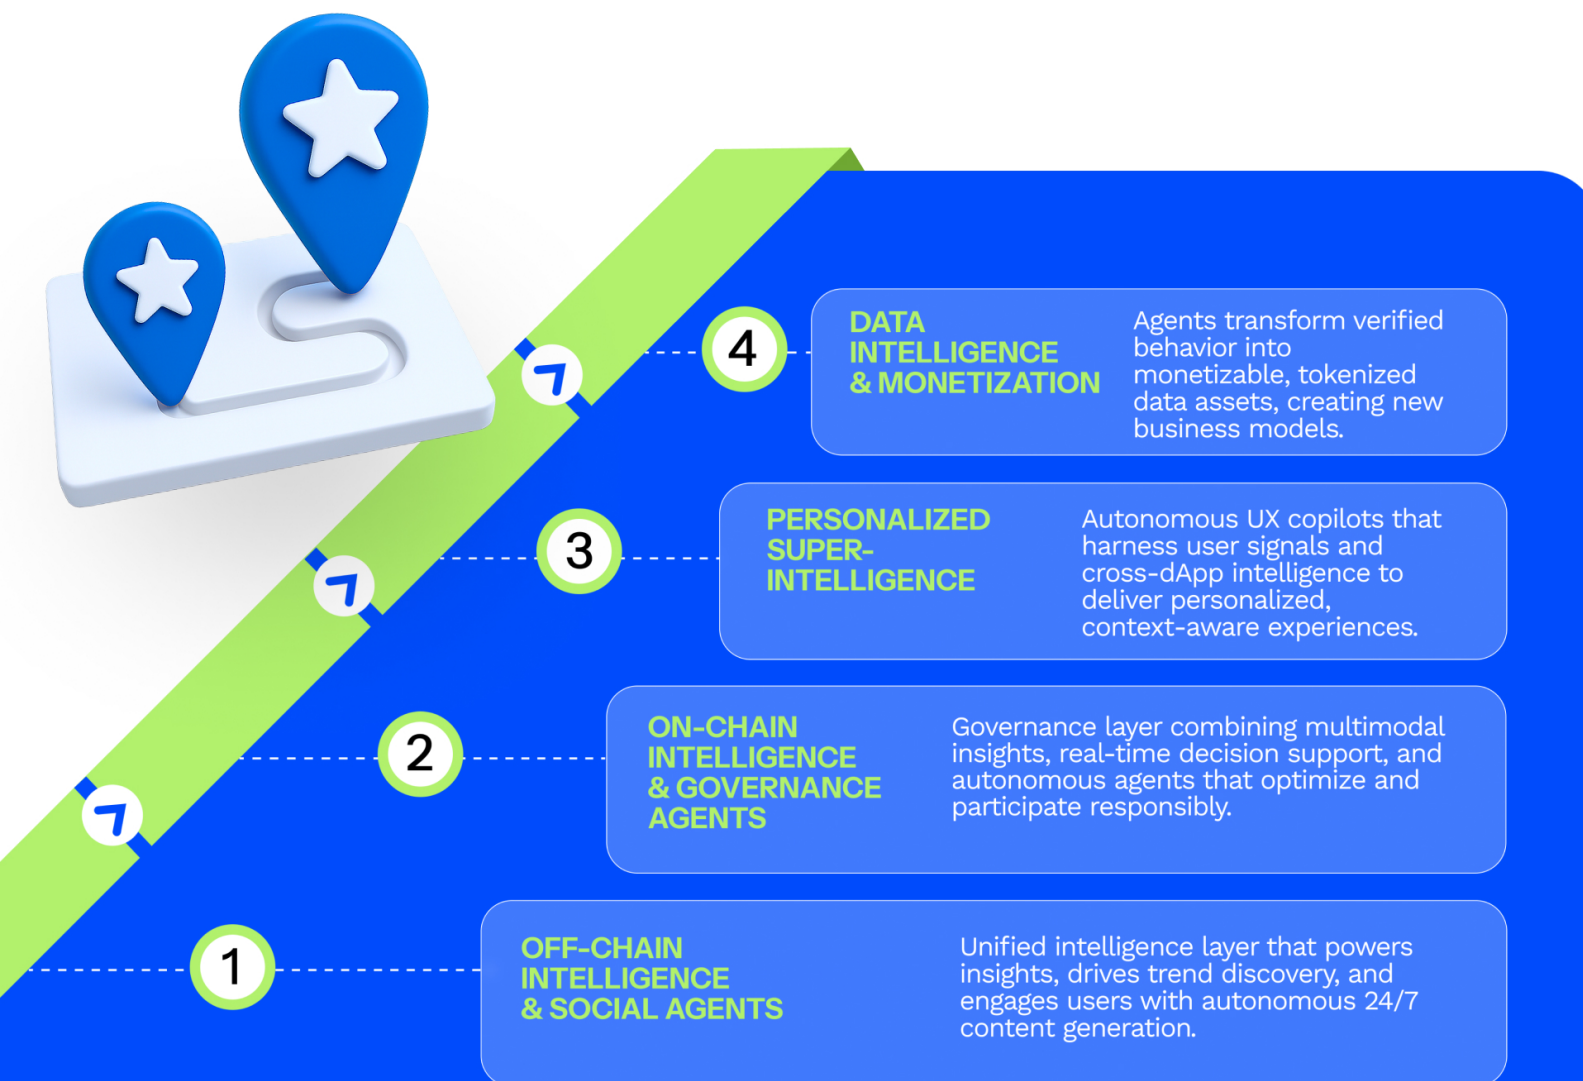 4
DATA
INTELLIGENCE
& MONETIZATION
Agents transform verified
behavior into
monetizable, tokenized
data assets, creating new
business models.
3
PERSONALIZED
SUPER-
INTELLIGENCE
Autonomous UX copilots that
harness user signals and
cross-dApp intelligence to
deliver personalized,
context-aware experiences.
2
ON-CHAIN
INTELLIGENCE
& GOVERNANCE
AGENTS
Governance layer combining multimodal
insights, real-time decision support, and
autonomous agents that optimize and
participate responsibly.
1
OFF-CHAIN
INTELLIGENCE
& SOCIAL AGENTS
Unified intelligence layer that powers
insights, drives trend discovery, and
engages users with autonomous 24/7
content generation.